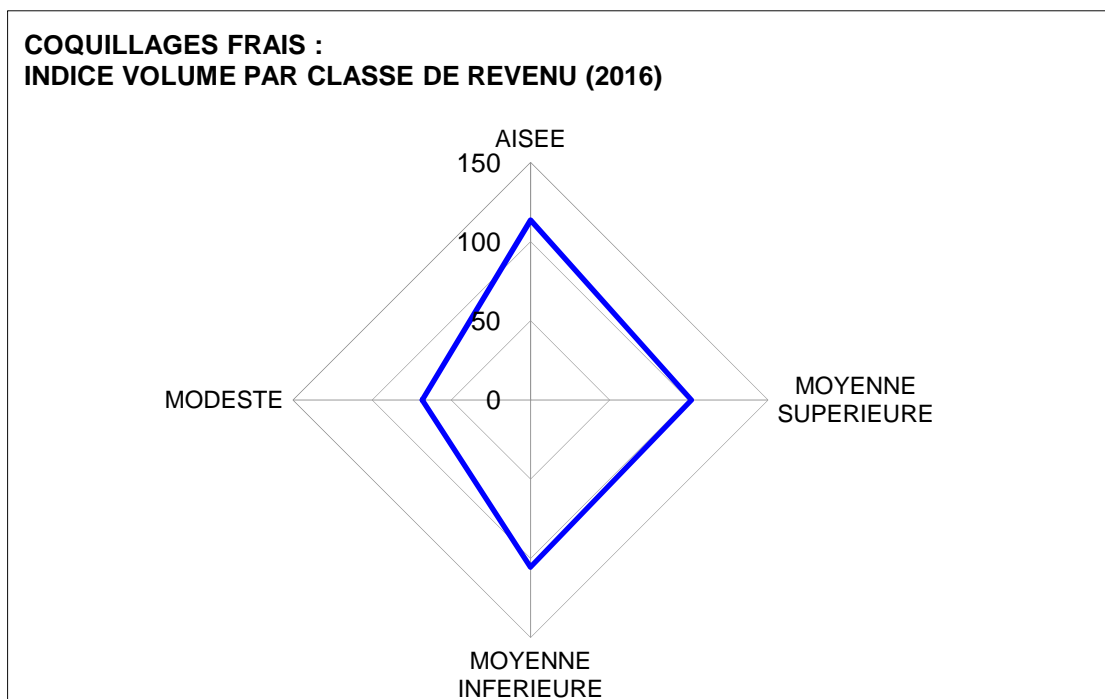 COQUILLAGES FRAIS :
INDICE VOLUME PAR CLASSE DE REVENU (2016)
AISEE
150
100
50
0
MODESTE
MOYENNE
SUPERIEURE
MOYENNE
INFERIEURE